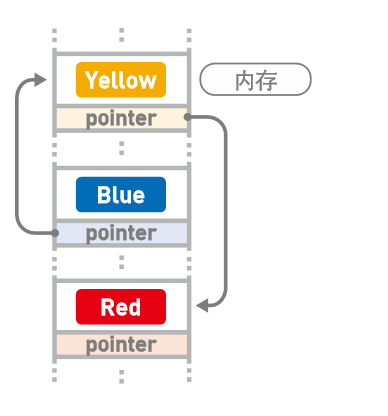 Yellow
内存
pointer
Blue
pointer
Red
pointer